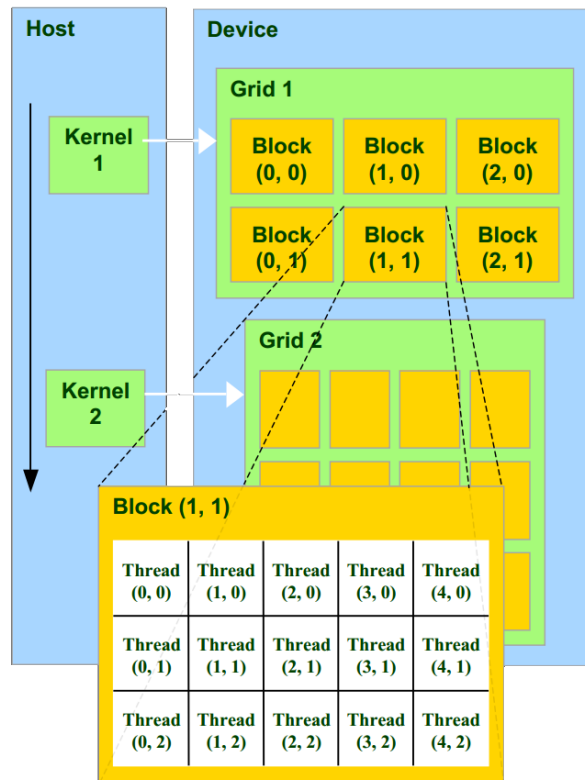 Host
Device
Grid 1
Kernel
1
Block
(0, 0)
Block
(1, 0)
Block
(2, 0)
Block
(0, 1)
Block
(1, 1)
Block
(2, 1)
Grid 2
Kernel
2
Block (1, 1)
Thread
(0, 0)
Thread
(1, 0)
Thread
(2, 0)
Thread
(3, 0)
Thread
(4, 0)
Thread
(0, 1)
Thread
(1, 1)
Thread
(2, 1)
Thread
(3, 1)
Thread
(4, 1)
Thread
(0, 2)
Thread
(1, 2)
Thread
(2, 2)
Thread
(3, 2)
Thread
(4, 2)